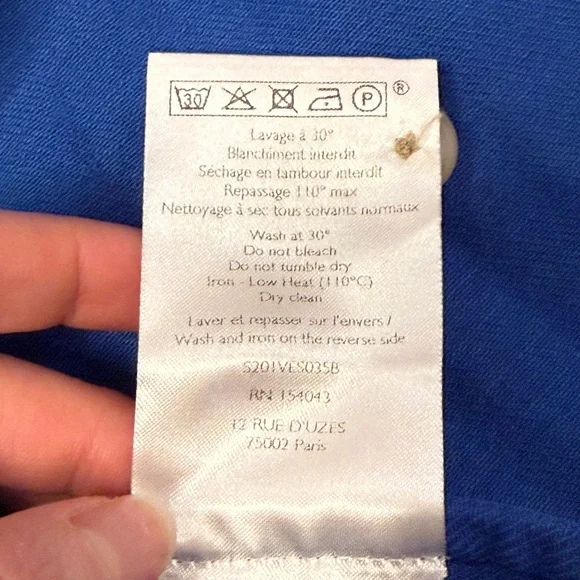 30 P ®
Lavage à 30°
Blanchiment interdit
Séchage en tambour interdit
Repassage 110° max
Nettoyage à sec tous solvants normaux
Wash at 30°
Do not bleach
Do not tumble dry
Iron - Low Heat (110°C)
Dry clean
Laver et repasser sur l'envers /
Wash and iron on the reverse side
S201VES035B
RN 154043
12 RUE D'UZES
75002 Paris